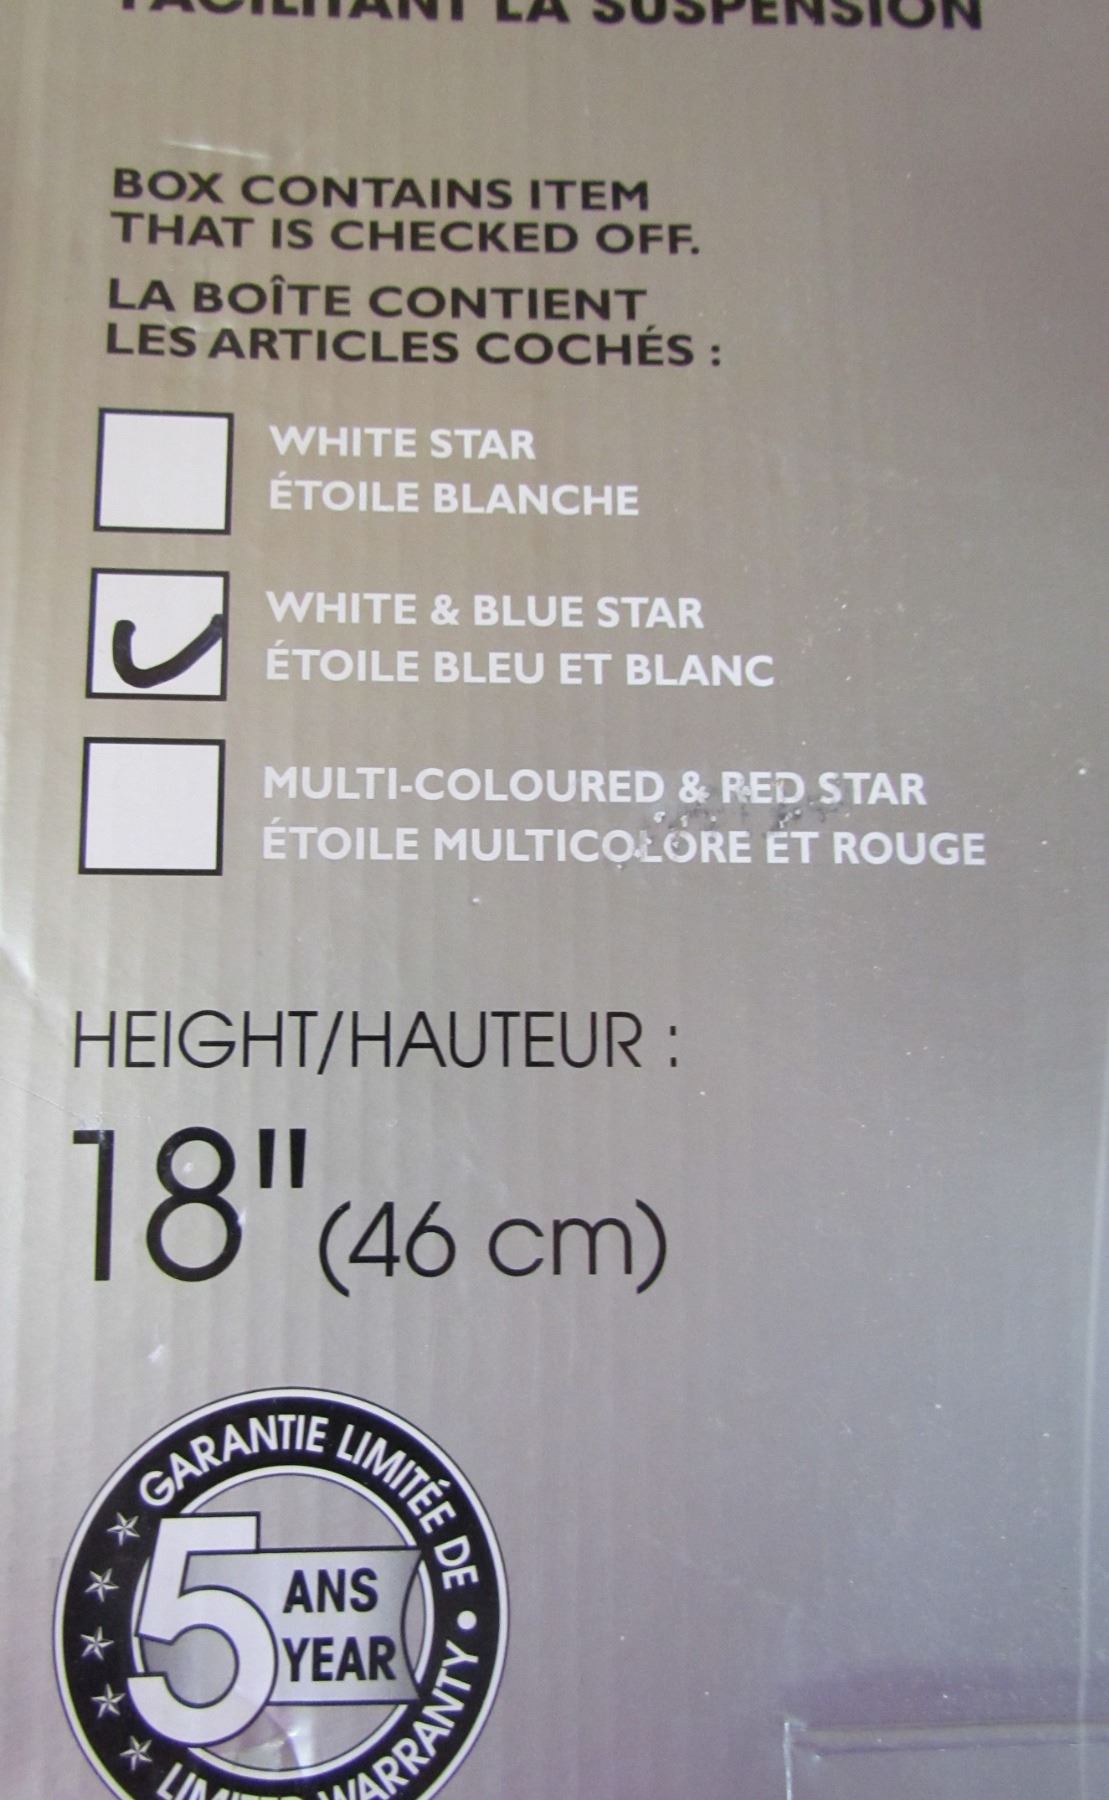 FACILITANT LA SUSPENSION
BOX CONTAINS ITEM
THAT IS CHECKED OFF.
LA BOÎTE CONTIENT
LES ARTICLES COCHÉS :
WHITE STAR
ÉTOILE BLANCHE
WHITE & BLUE STAR
ÉTOILE BLEU ET BLANC
MULTI-COLOURED & RED STAR
ÉTOILE MULTICOLORE ET ROUGE
HEIGHT/HAUTEUR :
18" (46 cm)
GARANTIE LIMITÉE DE
5 ANS
YEAR
LIMITED WARRANTY